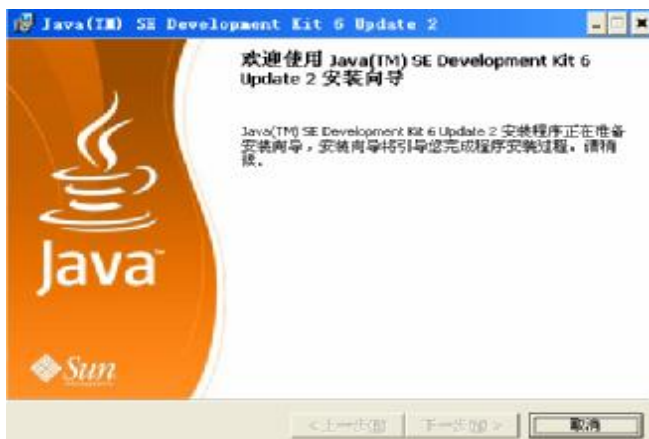 Java(TM) SE Development Kit 6 Update 2
欢迎使用 Java(TM) SE Development Kit 6
Update 2 安装向导
Java(TM) SE Development Kit 6 Update 2 安装程序正在准备
安装向导，安装向导将引导您完成程序安装过程。请稍
候。
Java™
Sun
<上一步(B)
下一步(N)>
取消